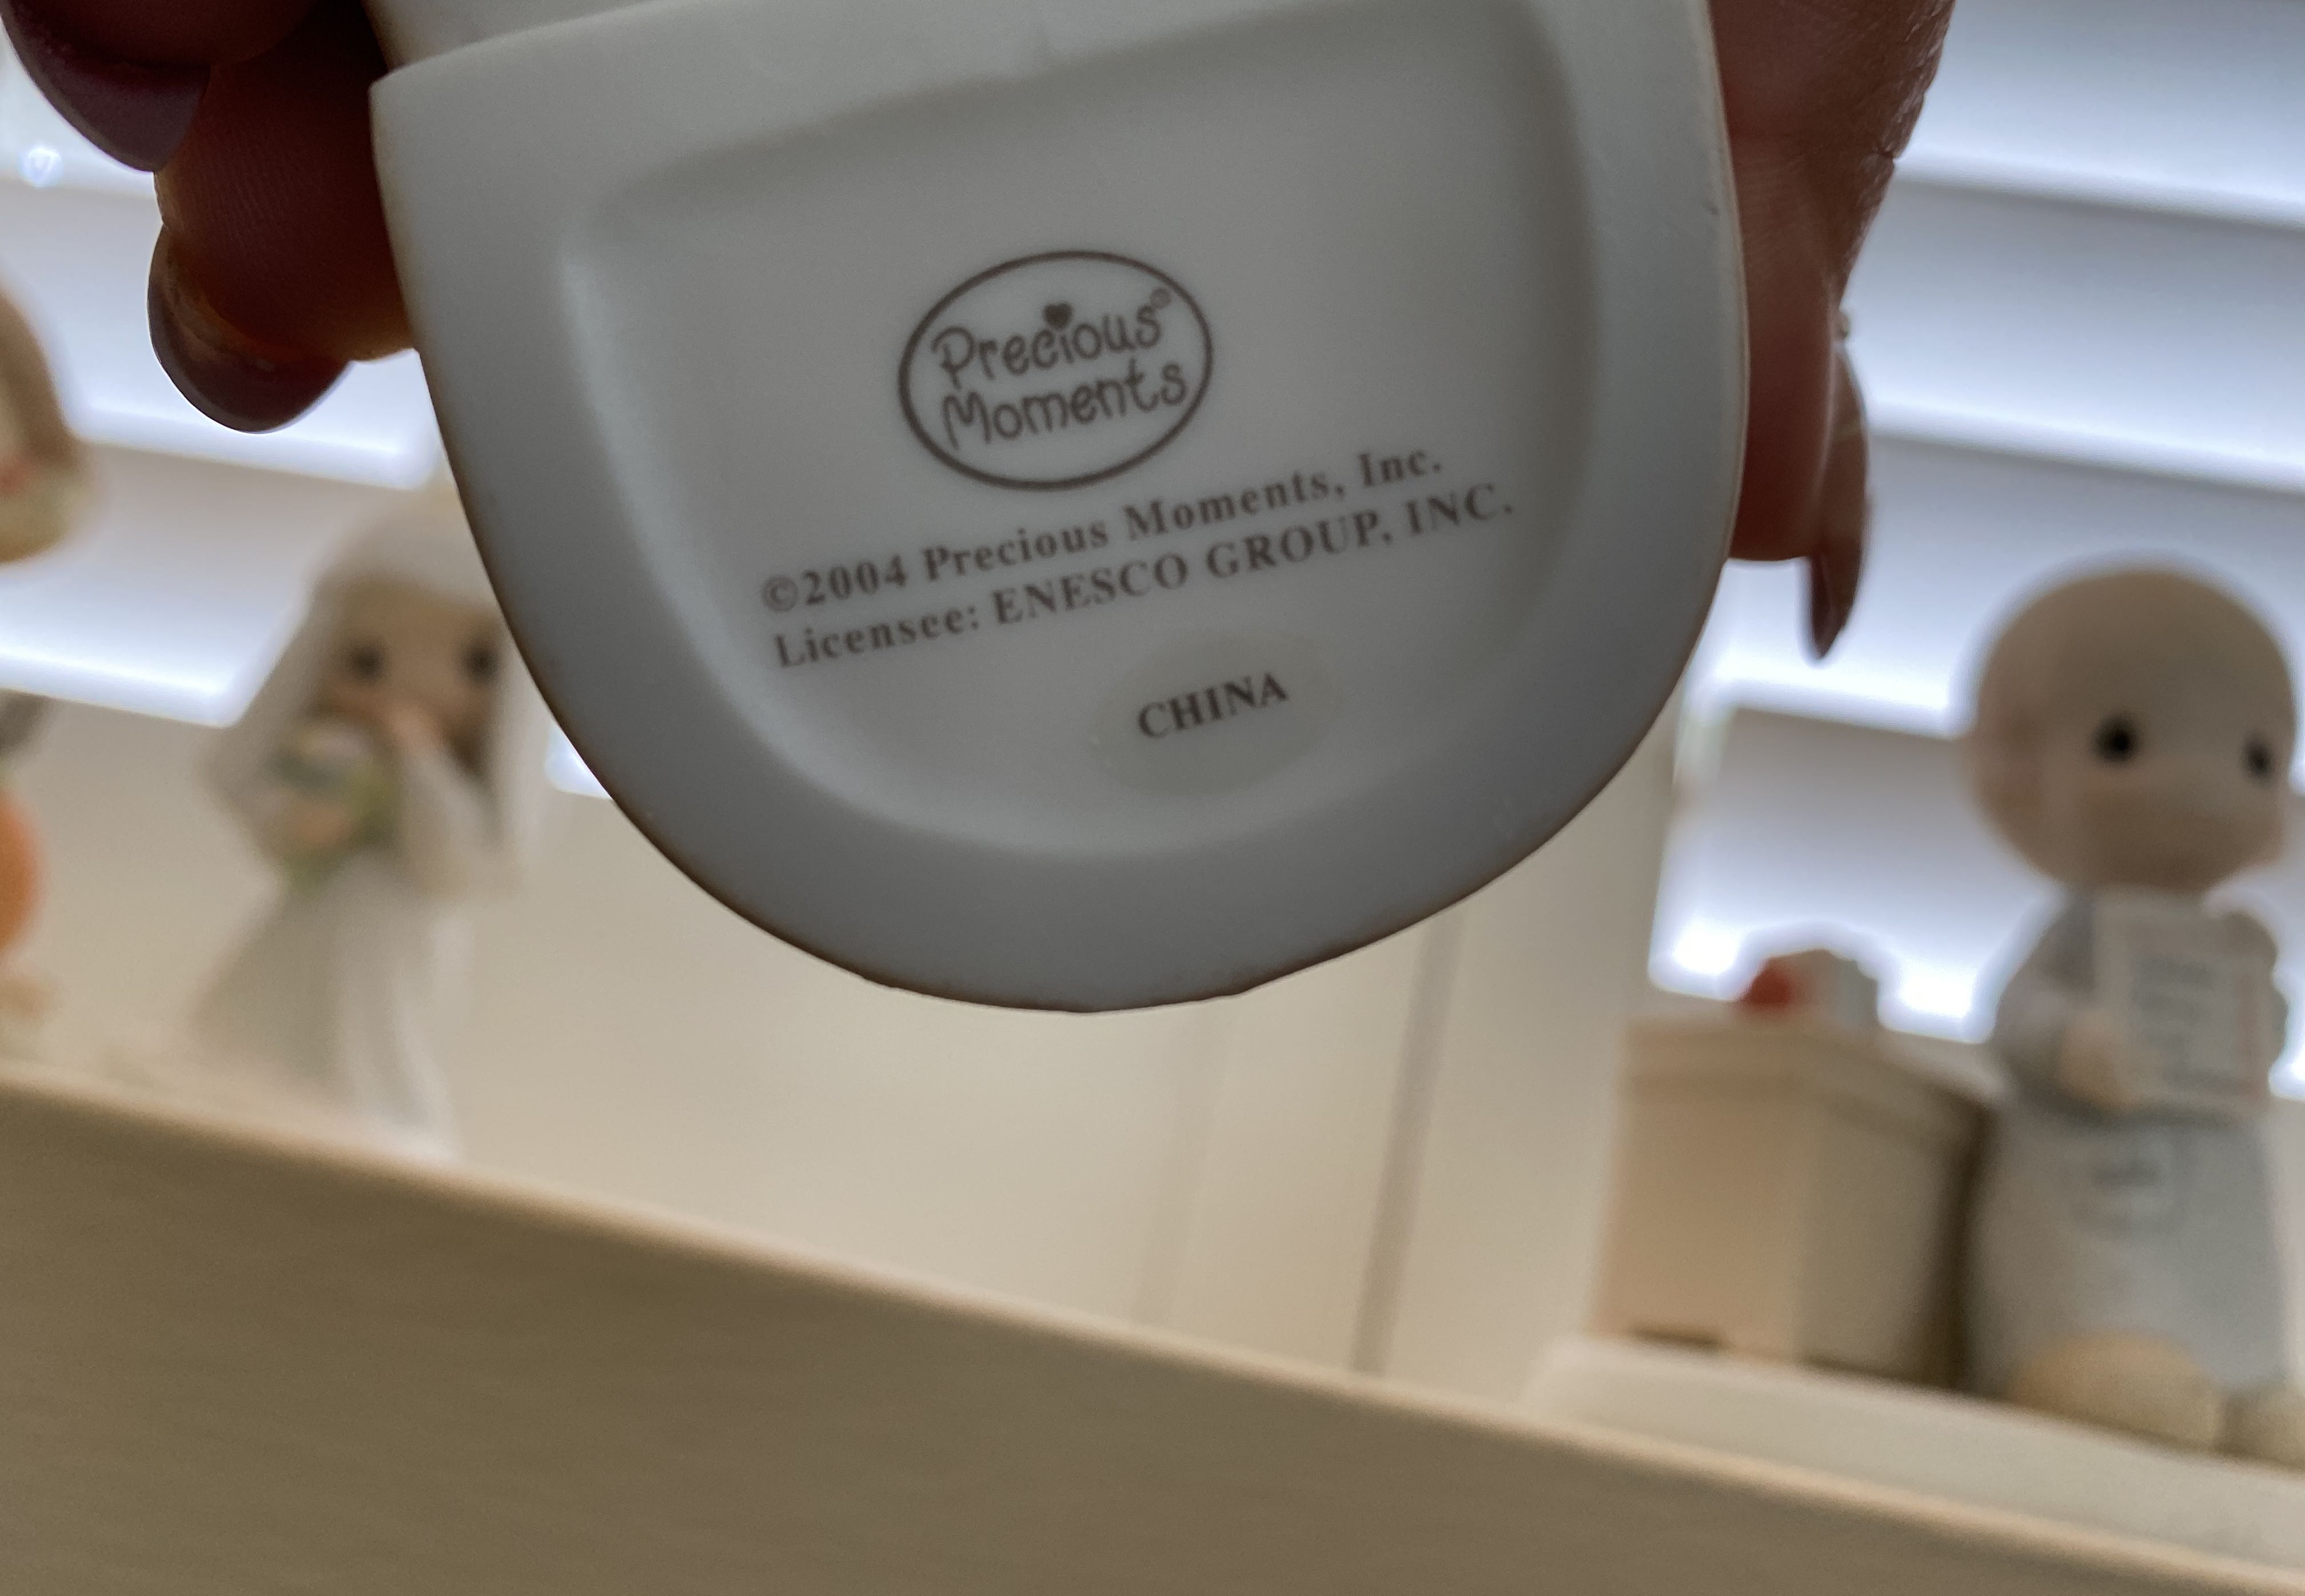 Precious®
Moments
©2004 Precious Moments, Inc.
Licensee: ENESCO GROUP, INC.
CHINA